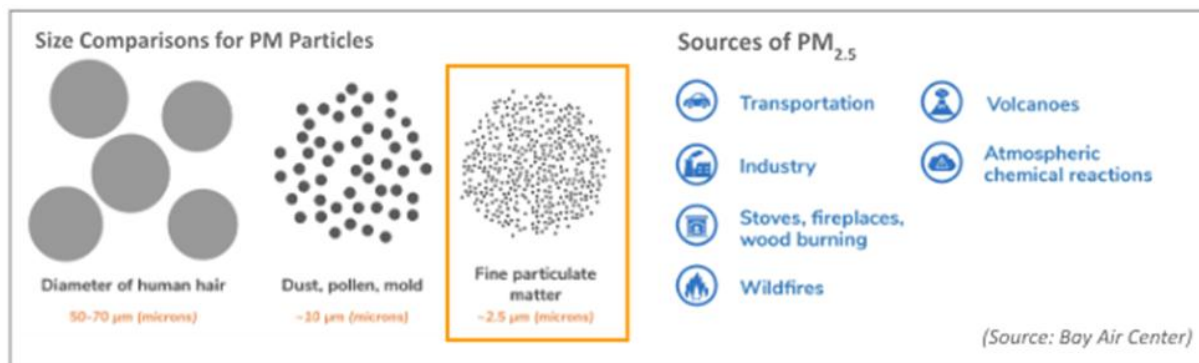 Size Comparisons for PM Particles
Diameter of human hair
50-70 μm (microns)
Dust, pollen, mold
~10 μm (microns)
Fine particulate
matter
~2.5 μm (microns)
Sources of PM2.5
Transportation
Industry
Stoves, fireplaces,
wood burning
Wildfires
Volcanoes
Atmospheric
chemical reactions
(Source: Bay Air Center)